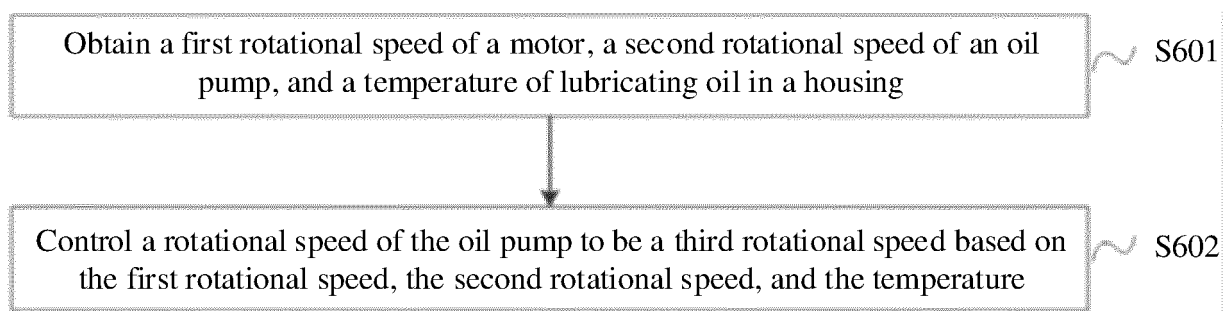 Obtain a first rotational speed of a motor, a second rotational speed of an oil
pump, and a temperature of lubricating oil in a housing
S601
Control a rotational speed of the oil pump to be a third rotational speed based on
the first rotational speed, the second rotational speed, and the temperature
S602